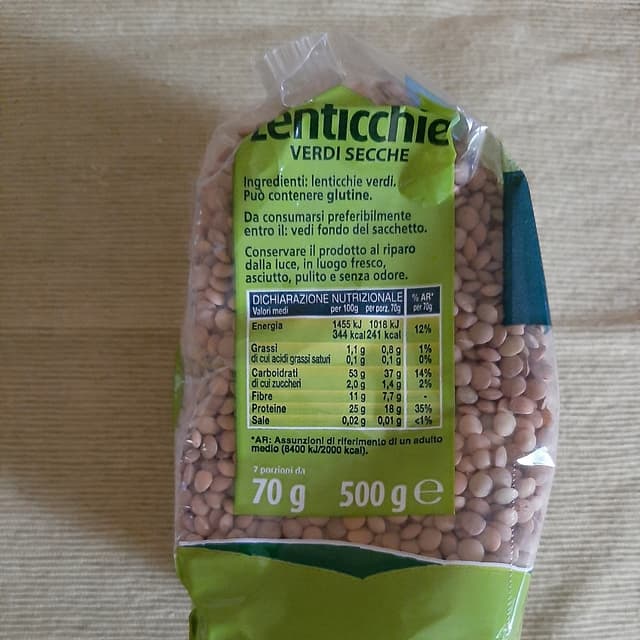 Lenticchie
VERDI SECCHE
Ingredienti: lenticchie verdi.
Può contenere glutine.
Da consumarsi preferibilmente
entro il: vedi fondo del sacchetto.
Conservare il prodotto al riparo
dalla luce, in luogo fresco,
asciutto, pulito e senza odore.
DICHIARAZIONE NUTRIZIONALE % AR*
Valori medi per 100g per porz. 70g per 70g
Energia 1455 kJ 1018 kJ 12%
344 kcal 241 kcal
Grassi 1,1 g 0,8 g 1%
di cui acidi grassi saturi 0,1 g 0,1 g 0%
Carboidrati 53 g 37 g 14%
di cui zuccheri 2,0 g 1,4 g 2%
Fibre 11 g 7,7 g -
Proteine 25 g 18 g 35%
Sale 0,02 g 0,01 g <1%
*AR: Assunzioni di riferimento di un adulto
medio (8400 kJ/2000 kcal).
7 porzioni da
70 g 500 g ℮